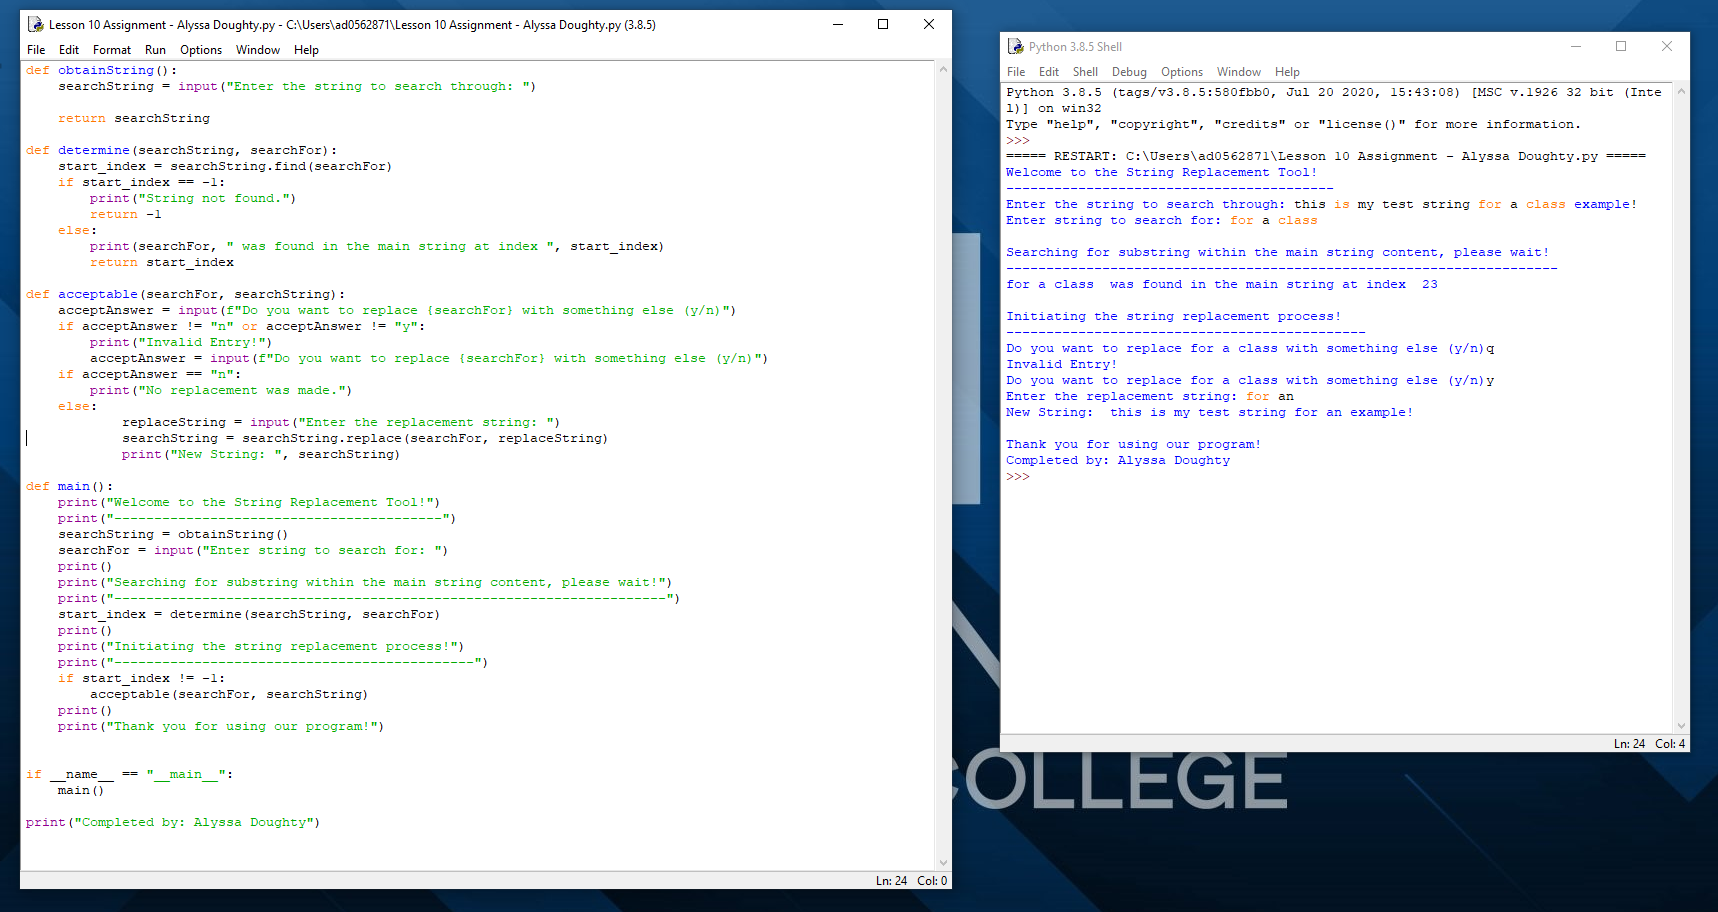 Lesson 10 Assignment - Alyssa Doughty.py - C:\Users\ad0562871\Lesson 10 Assignment - Alyssa Doughty.py (3.8.5)
File Edit Format Run Options Window Help
def obtainString():
    searchString = input("Enter the string to search through: ")

    return searchString

def determine(searchString, searchFor):
    start_index = searchString.find(searchFor)
    if start_index == -1:
        print("String not found.")
        return -1
    else:
        print(searchFor, " was found in the main string at index ", start_index)
        return start_index

def acceptable(searchFor, searchString):
    acceptAnswer = input(f"Do you want to replace {searchFor} with something else (y/n)")
    if acceptAnswer != "n" or acceptAnswer != "y":
        print("Invalid Entry!")
        acceptAnswer = input(f"Do you want to replace {searchFor} with something else (y/n)")
    if acceptAnswer == "n":
        print("No replacement was made.")
    else:
            replaceString = input("Enter the replacement string: ")
            searchString = searchString.replace(searchFor, replaceString)
            print("New String: ", searchString)

def main():
    print("Welcome to the String Replacement Tool!")
    print("-----------------------------------------")
    searchString = obtainString()
    searchFor = input("Enter string to search for: ")
    print()
    print("Searching for substring within the main string content, please wait!")
    print("---------------------------------------------------------------------")
    start_index = determine(searchString, searchFor)
    print()
    print("Initiating the string replacement process!")
    print("---------------------------------------------")
    if start_index != -1:
        acceptable(searchFor, searchString)
    print()
    print("Thank you for using our program!")

if __name__ == "__main__":
    main()

print("Completed by: Alyssa Doughty")
Ln: 24 Col: 0
Python 3.8.5 Shell
File Edit Shell Debug Options Window Help
Python 3.8.5 (tags/v3.8.5:580fbb0, Jul 20 2020, 15:43:08) [MSC v.1926 32 bit (Inte
l)] on win32
Type "help", "copyright", "credits" or "license()" for more information.
>>>
===== RESTART: C:\Users\ad0562871\Lesson 10 Assignment - Alyssa Doughty.py =====
Welcome to the String Replacement Tool!
-----------------------------------------
Enter the string to search through: this is my test string for a class example!
Enter string to search for: for a class

Searching for substring within the main string content, please wait!
---------------------------------------------------------------------
for a class  was found in the main string at index  23

Initiating the string replacement process!
---------------------------------------------
Do you want to replace for a class with something else (y/n)q
Invalid Entry!
Do you want to replace for a class with something else (y/n)y
Enter the replacement string: for an
New String:  this is my test string for an example!

Thank you for using our program!
Completed by: Alyssa Doughty
>>>
Ln: 24 Col: 4
COLLEGE